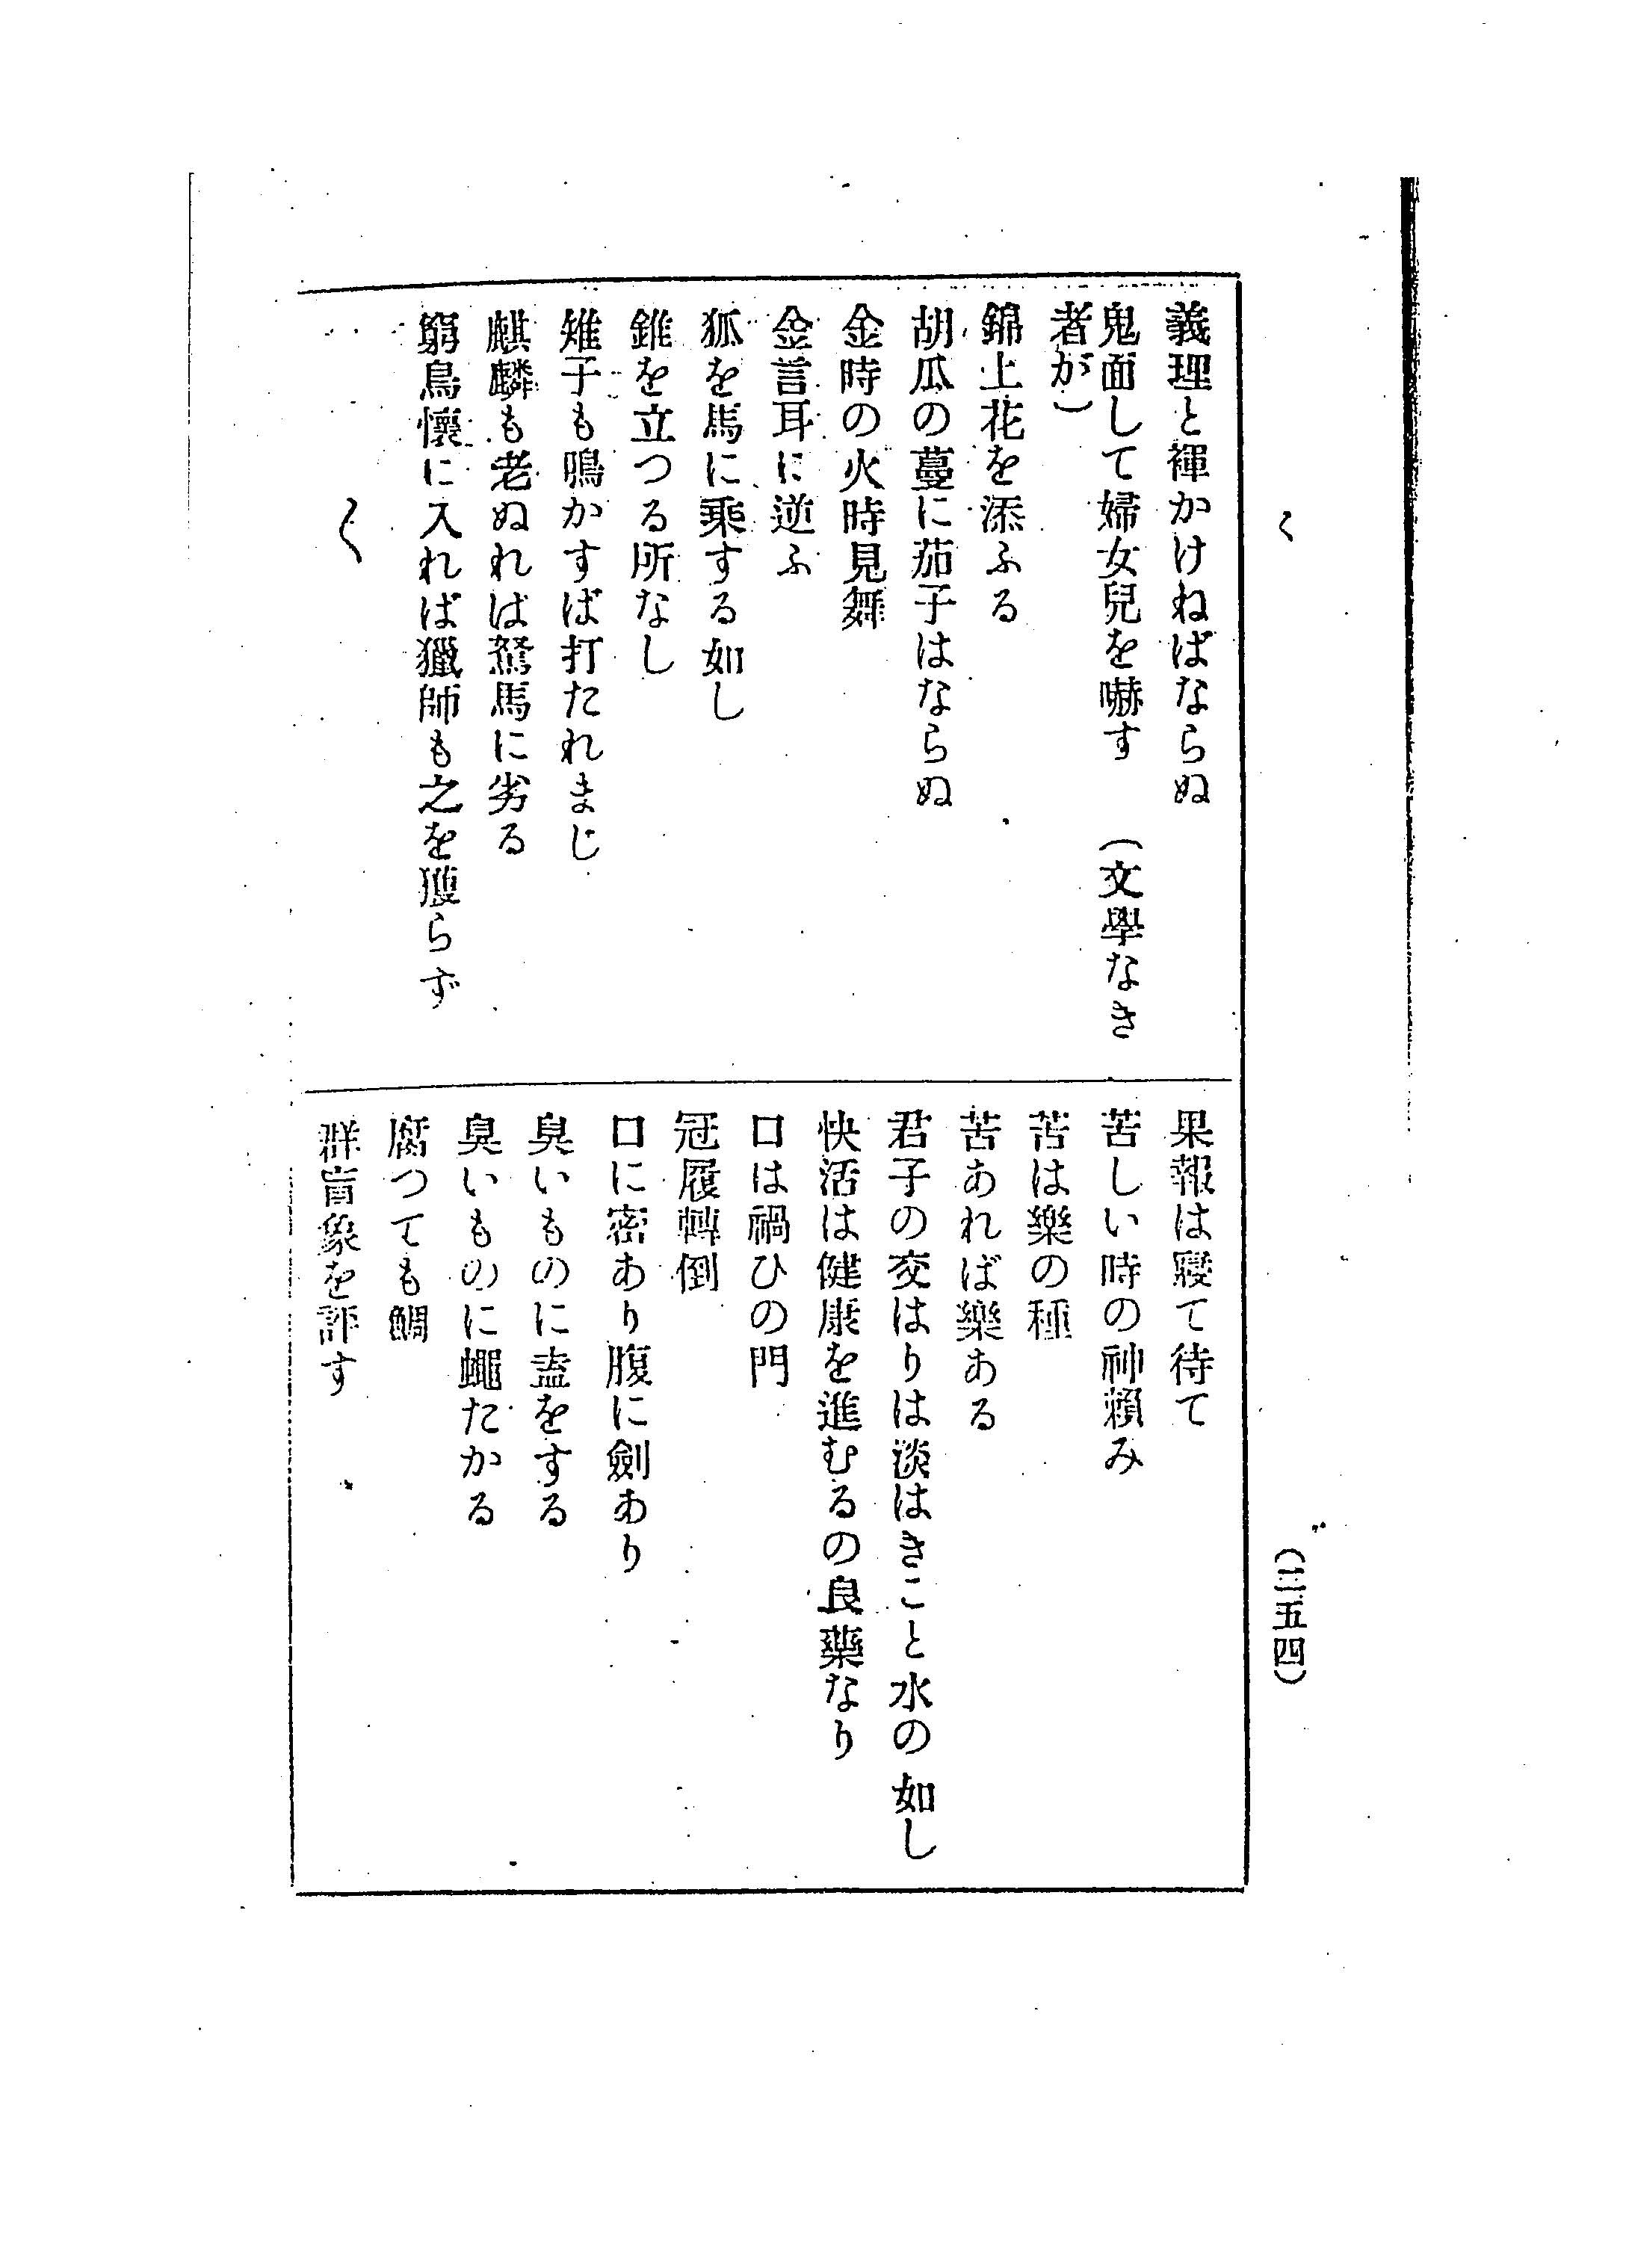 く
(三五四)
義理と褌かけねばならぬ
鬼面して婦女兒を嚇す (文學なき
者が)
錦上花を添ふる
胡瓜の蔓に茄子はならぬ
金時の火時見舞
金言耳に逆ふ
狐を馬に乘する如し
錐を立つる所なし
雉子も鳴かずば打たれまじ
麒麟も老ぬれば駑馬に劣る
窮鳥懷に入れば獵師も之を獲らず
く
果報は寢て待て
苦しい時の神賴み
苦は樂の種
苦あれば樂ある
君子の交はりは淡はきこと水の如し
快活は健康を進むるの良藥なり
口は禍ひの門
冠履轉倒
口に密あり腹に劍あり
臭いものに葢をする
臭いものに蠅たかる
腐つても鯛
群盲象を評す